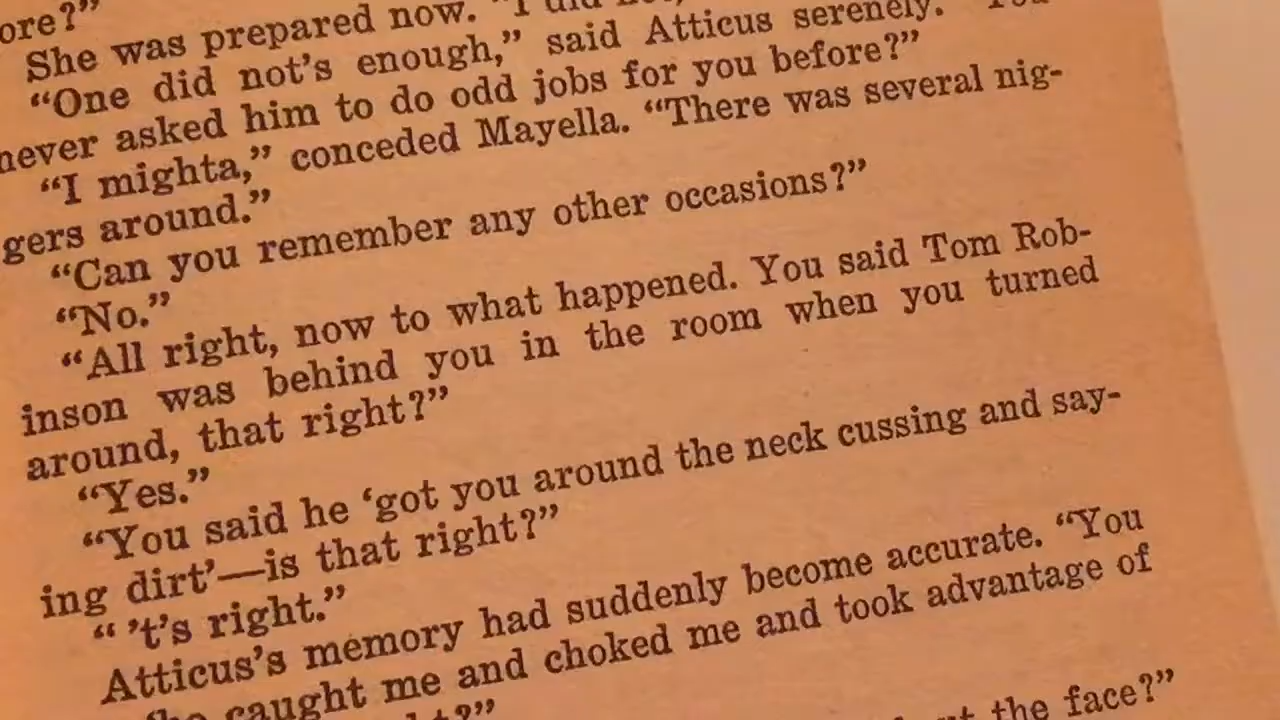 ore?"
She was prepared now. "I did
"One did not's enough," said Atticus serenely. "You
never asked him to do odd jobs for you before?"
"I mighta," conceded Mayella. "There was several nig-
gers around."
"Can you remember any other occasions?"
"No."
"All right, now to what happened. You said Tom Rob-
inson was behind you in the room when you turned
around, that right?"
"Yes."
"You said he 'got you around the neck cussing and say-
ing dirt'—is that right?"
" 't's right."
Atticus's memory had suddenly become accurate. "You
caught me and choked me and took advantage of
the face?"